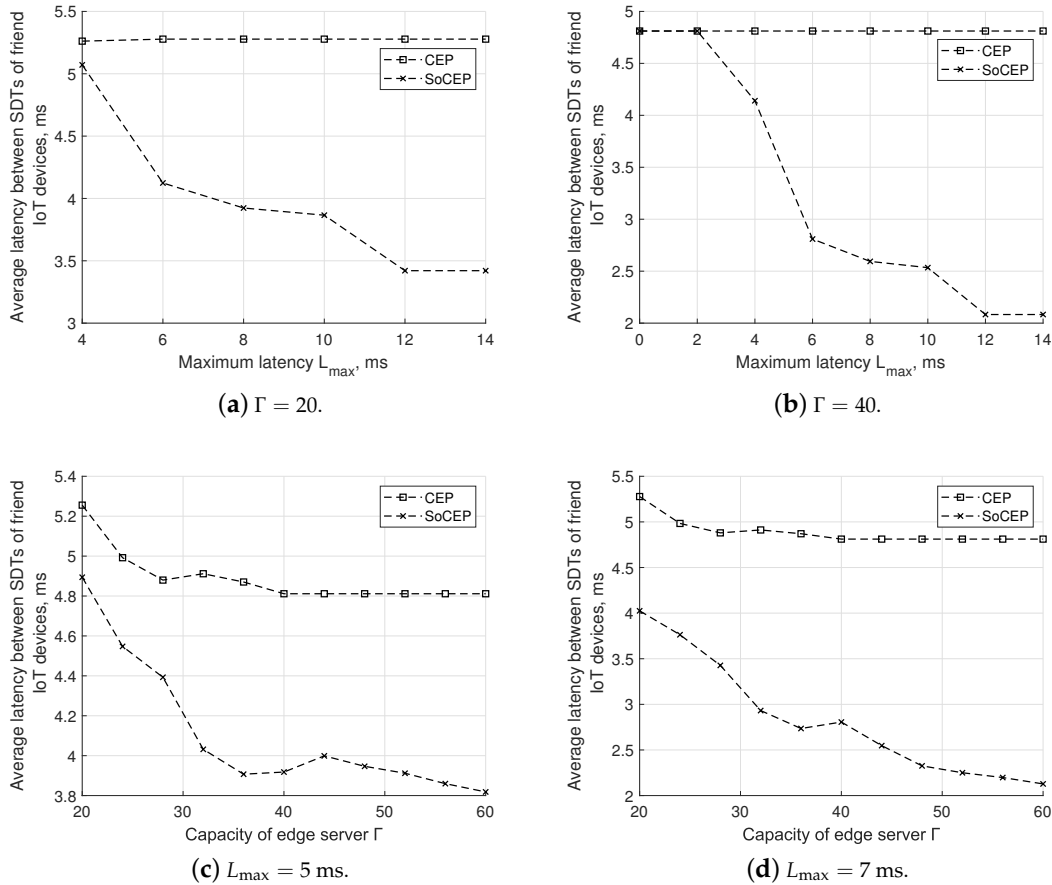 5.5
5
4.5
4
3.5
3
4
6
8
10
12
14
CEP
SoCEP
Average latency between SDTs of friend
IoT devices, ms
Maximum latency L_max, ms
(a) Γ = 20.
5
4.5
4
3.5
3
2.5
2
0
2
4
6
8
10
12
14
CEP
SoCEP
Average latency between SDTs of friend
IoT devices, ms
Maximum latency L_max, ms
(b) Γ = 40.
5.4
5.2
5
4.8
4.6
4.4
4.2
4
3.8
20
30
40
50
60
CEP
SoCEP
Average latency between SDTs of friend
IoT devices, ms
Capacity of edge server Γ
(c) L_max = 5 ms.
5.5
5
4.5
4
3.5
3
2.5
2
20
30
40
50
60
CEP
SoCEP
Average latency between SDTs of friend
IoT devices, ms
Capacity of edge server Γ
(d) L_max = 7 ms.